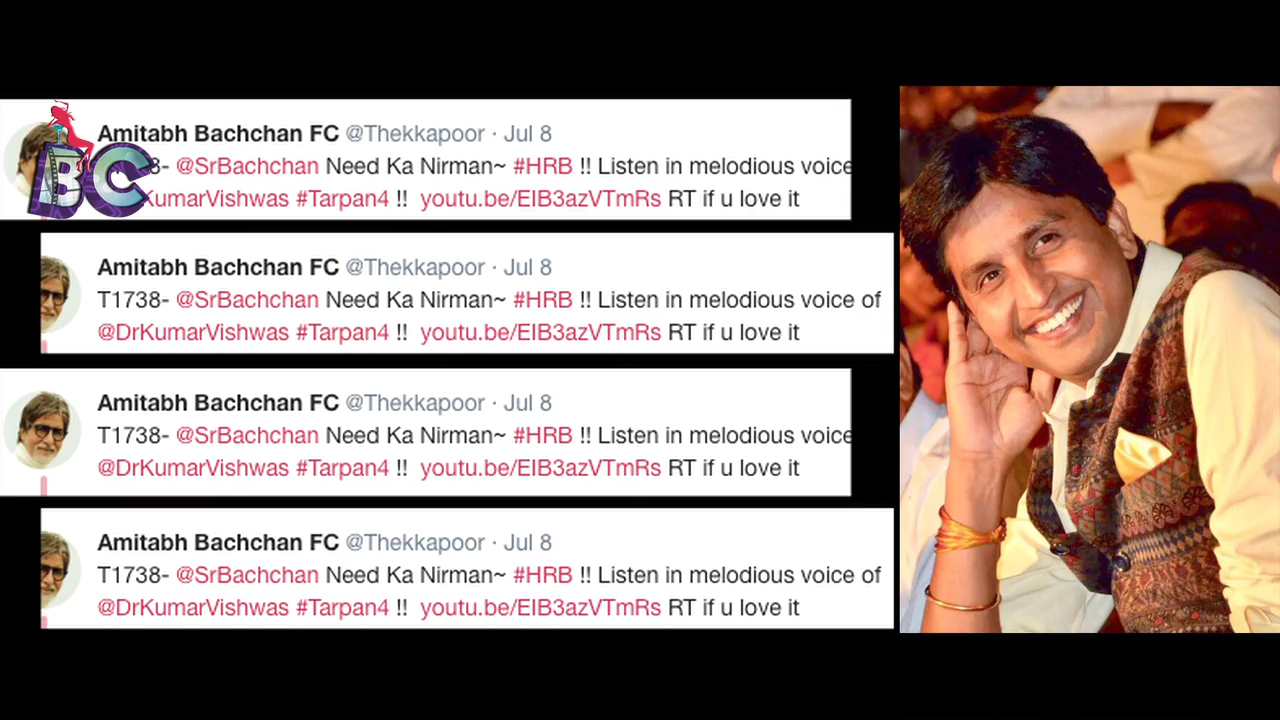 BC
Amitabh Bachchan FC @Thekkapoor · Jul 8
8- @SrBachchan Need Ka Nirman~ #HRB !! Listen in melodious voice
KumarVishwas #Tarpan4 !! youtu.be/EIB3azVTmRs RT if u love it
Amitabh Bachchan FC @Thekkapoor · Jul 8
T1738- @SrBachchan Need Ka Nirman~ #HRB !! Listen in melodious voice of
@DrKumarVishwas #Tarpan4 !! youtu.be/EIB3azVTmRs RT if u love it
Amitabh Bachchan FC @Thekkapoor · Jul 8
T1738- @SrBachchan Need Ka Nirman~ #HRB !! Listen in melodious voice
@DrKumarVishwas #Tarpan4 !! youtu.be/EIB3azVTmRs RT if u love it
Amitabh Bachchan FC @Thekkapoor · Jul 8
T1738- @SrBachchan Need Ka Nirman~ #HRB !! Listen in melodious voice of
@DrKumarVishwas #Tarpan4 !! youtu.be/EIB3azVTmRs RT if u love it